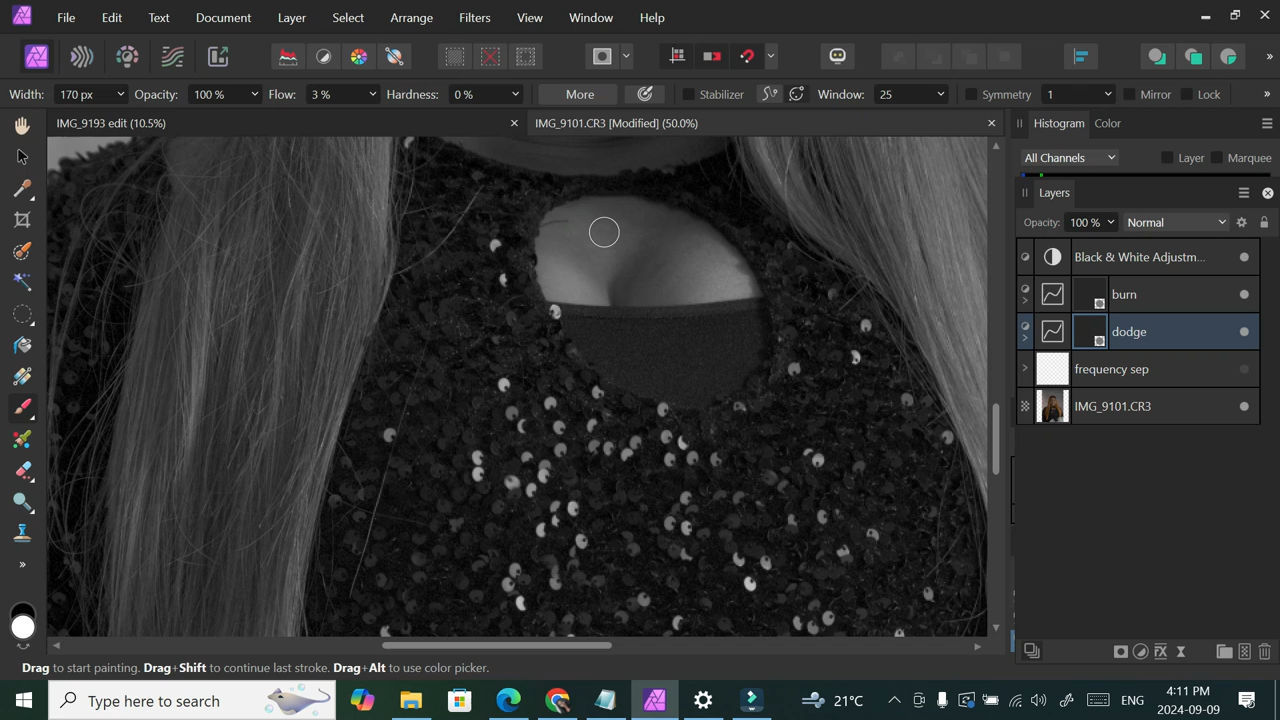 File Edit Text Document Layer Select Arrange Filters View Window Help
Width: 170 px Opacity: 100 % Flow: 3 % Hardness: 0 % More Stabilizer Window: 25 Symmetry 1 Mirror Lock
IMG_9193 edit (10.5%) IMG_9101.CR3 [Modified] (50.0%) Histogram Color
All Channels Layer Marquee
Layers
Opacity: 100 % Normal
Black & White Adjustm...
burn
dodge
frequency sep
IMG_9101.CR3
Drag to start painting. Drag+Shift to continue last stroke. Drag+Alt to use color picker.
Type here to search 21°C ENG
2024-09-09